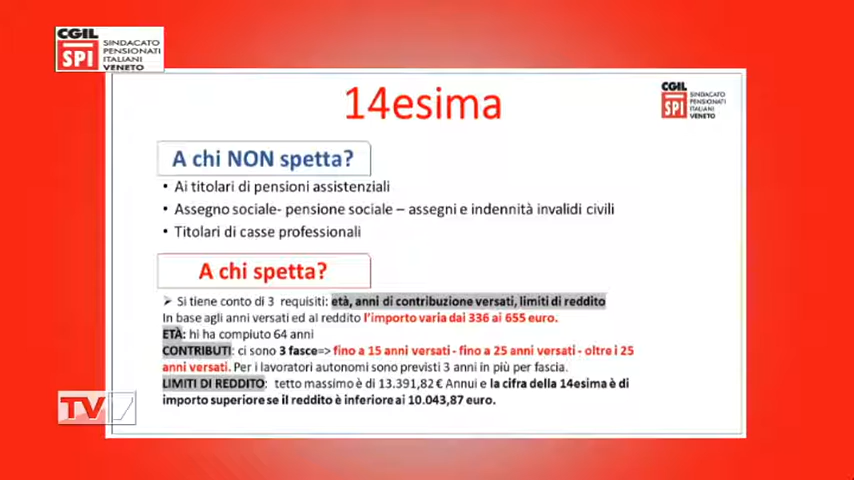 CGIL
SPI
SINDACATO
PENSIONATI
ITALIANI
VENETO
14esima
CGIL
SPI
SINDACATO
PENSIONATI
ITALIANI
VENETO
A chi NON spetta?
• Ai titolari di pensioni assistenziali
• Assegno sociale- pensione sociale – assegni e indennità invalidi civili
• Titolari di casse professionali
A chi spetta?
➢ Si tiene conto di 3 requisiti: età, anni di contribuzione versati, limiti di reddito
In base agli anni versati ed al reddito l'importo varia dai 336 ai 655 euro.
ETÀ: hi ha compiuto 64 anni
CONTRIBUTI: ci sono 3 fasce=> fino a 15 anni versati - fino a 25 anni versati - oltre i 25
anni versati. Per i lavoratori autonomi sono previsti 3 anni in più per fascia.
LIMITI DI REDDITO: tetto massimo è di 13.391,82 € Annui e la cifra della 14esima è di
importo superiore se il reddito è inferiore ai 10.043,87 euro.
TV7